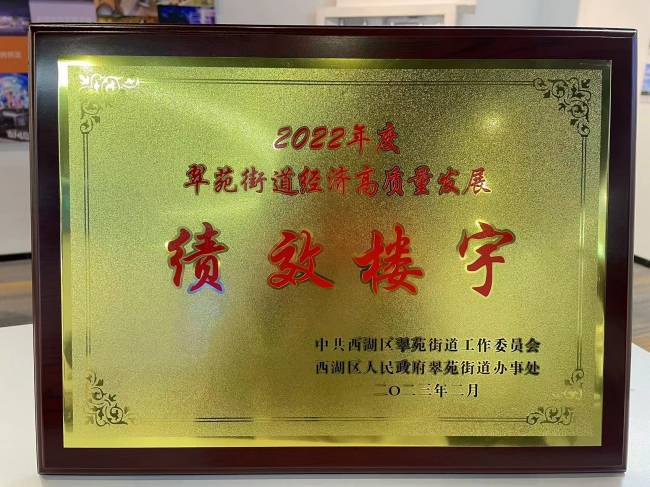 2022年度
翠苑街道经济高质量发展
绩效楼宇
中共西湖区翠苑街道工作委员会
西湖区人民政府翠苑街道办事处
二〇二三年二月